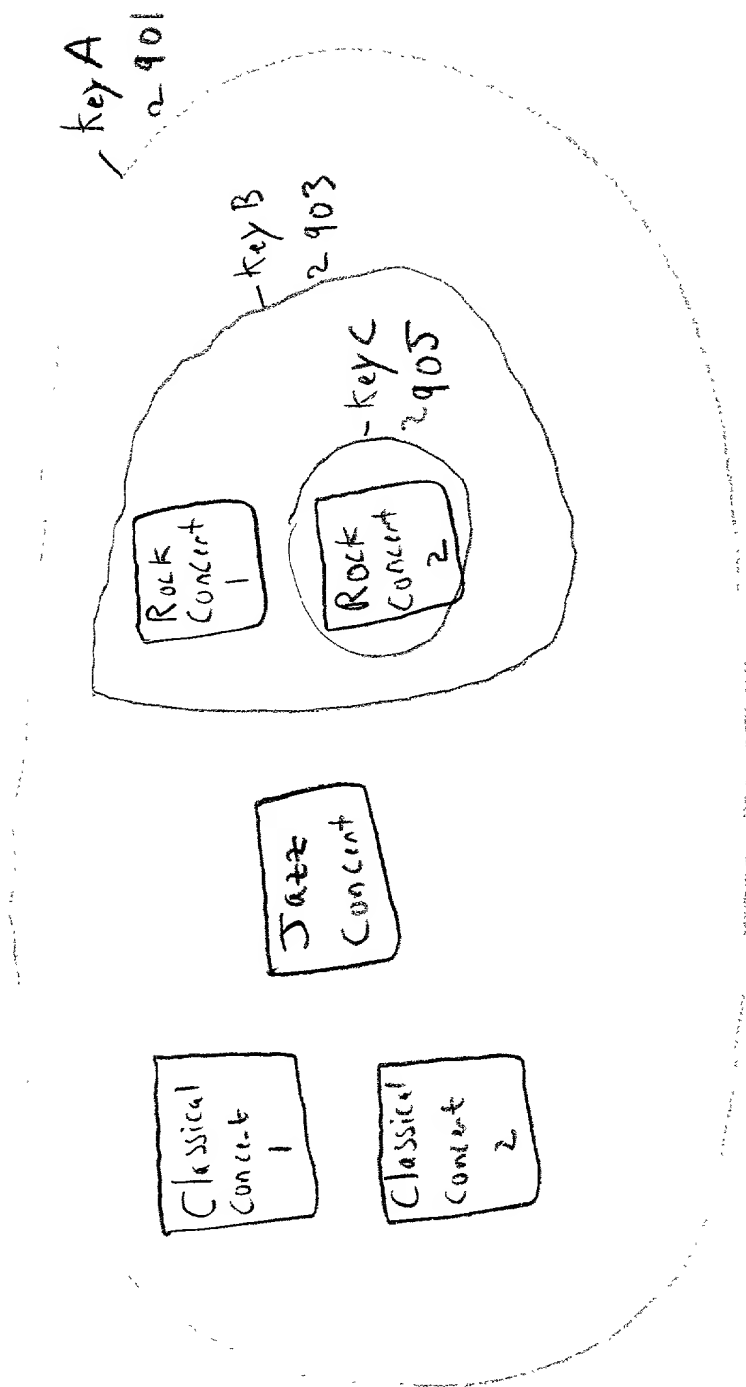 Key A
2901
Key B
2903
Key C
2905
Classical
Concert
1
Classical
Concert
2
Jazz
Concert
Rock
Concert
1
Rock
Concert
2